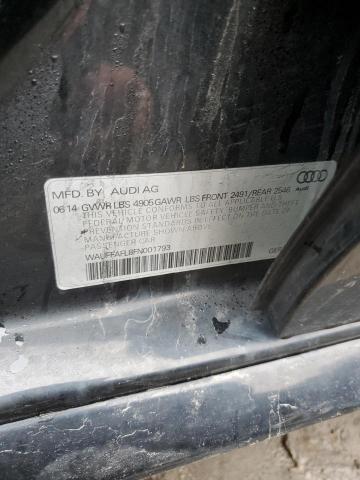 MFD. BY AUDI AG
06 14 GVWR LBS 4905 GAWR LBS FRONT 2491/REAR 2546
THIS VEHICLE CONFORMS TO ALL APPLICABLE U.S.
FEDERAL MOTOR VEHICLE SAFETY, BUMPER AND THEFT
PREVENTION STANDARDS IN EFFECT ON THE DATE OF
MANUFACTURE SHOWN ABOVE.
PASSENGER CAR
WAUFFAFL8FN001793
Audi